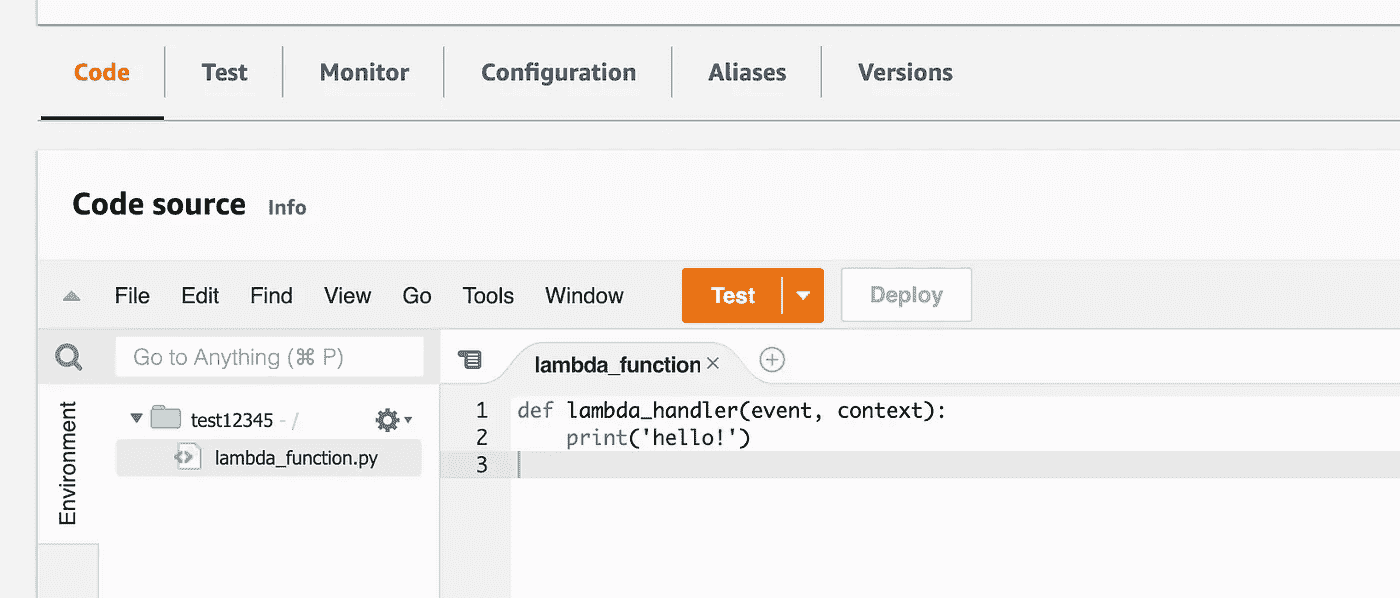 Code Test Monitor Configuration Aliases Versions
Code source Info
File Edit Find View Go Tools Window Test Deploy
Go to Anything (⌘ P)
lambda_function ×
Environment
test12345 - /
lambda_function.py
1 def lambda_handler(event, context):
2     print('hello!')
3